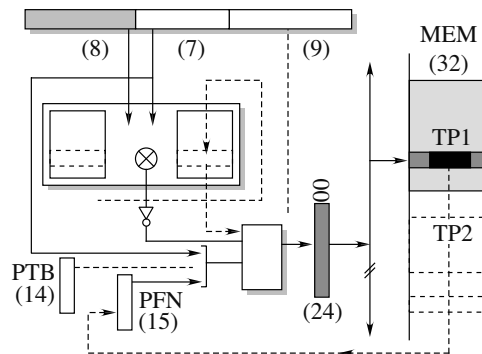 (8) (7) (9)
MEM
(32)
TP1
00
TP2
PTB
(14)
PFN
(15)
(24)